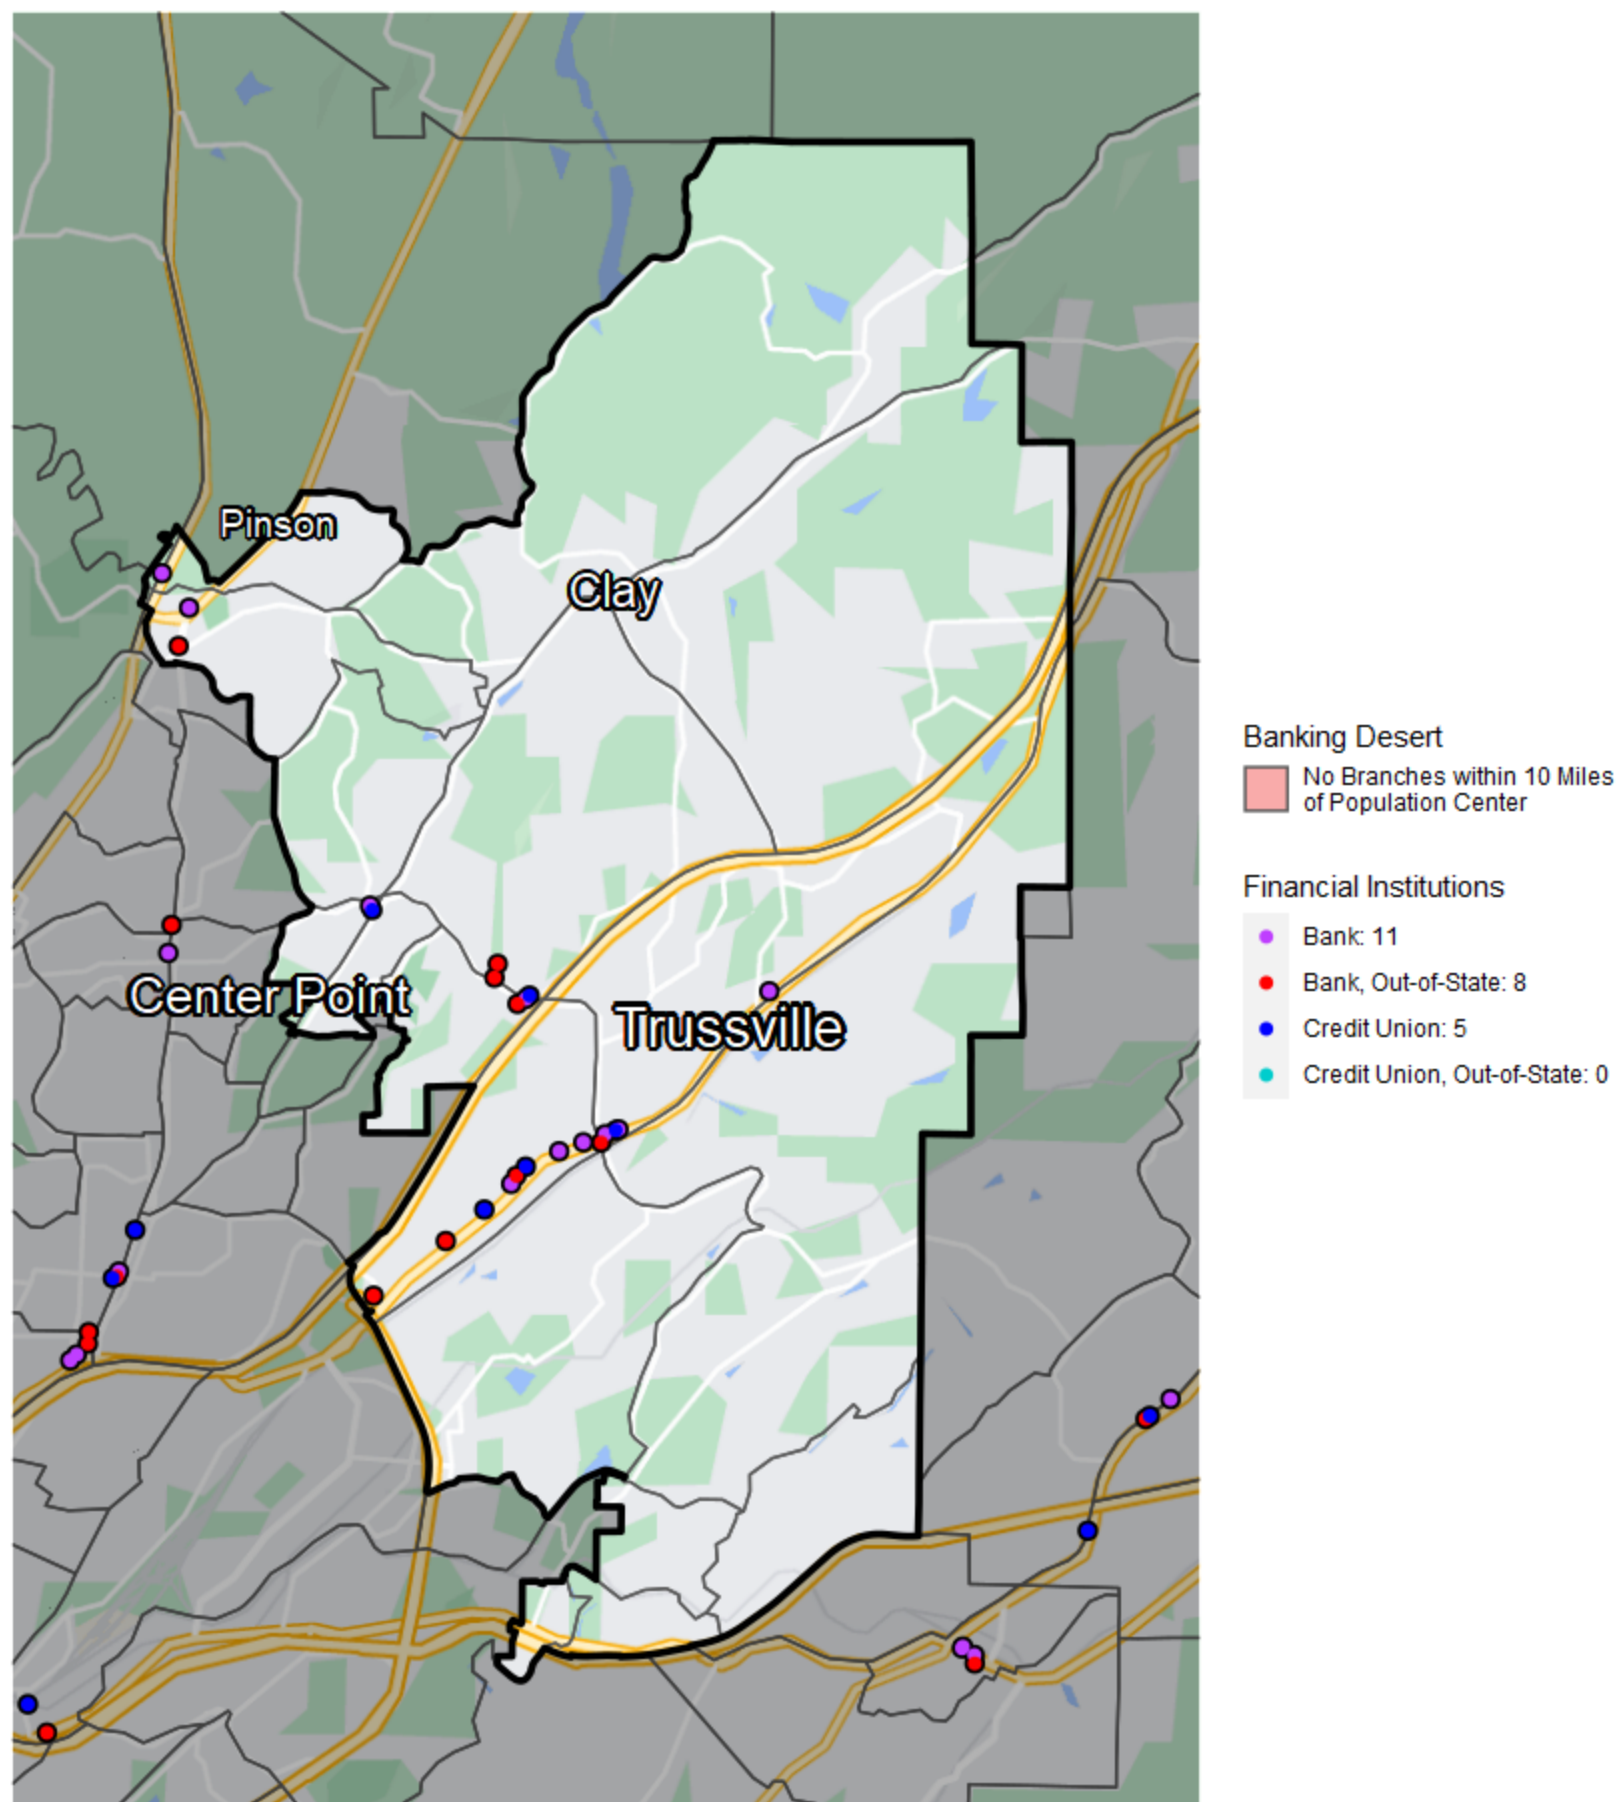 Pinson
Clay
Center Point
Trussville
Banking Desert
No Branches within 10 Miles
of Population Center
Financial Institutions
Bank: 11
Bank, Out-of-State: 8
Credit Union: 5
Credit Union, Out-of-State: 0